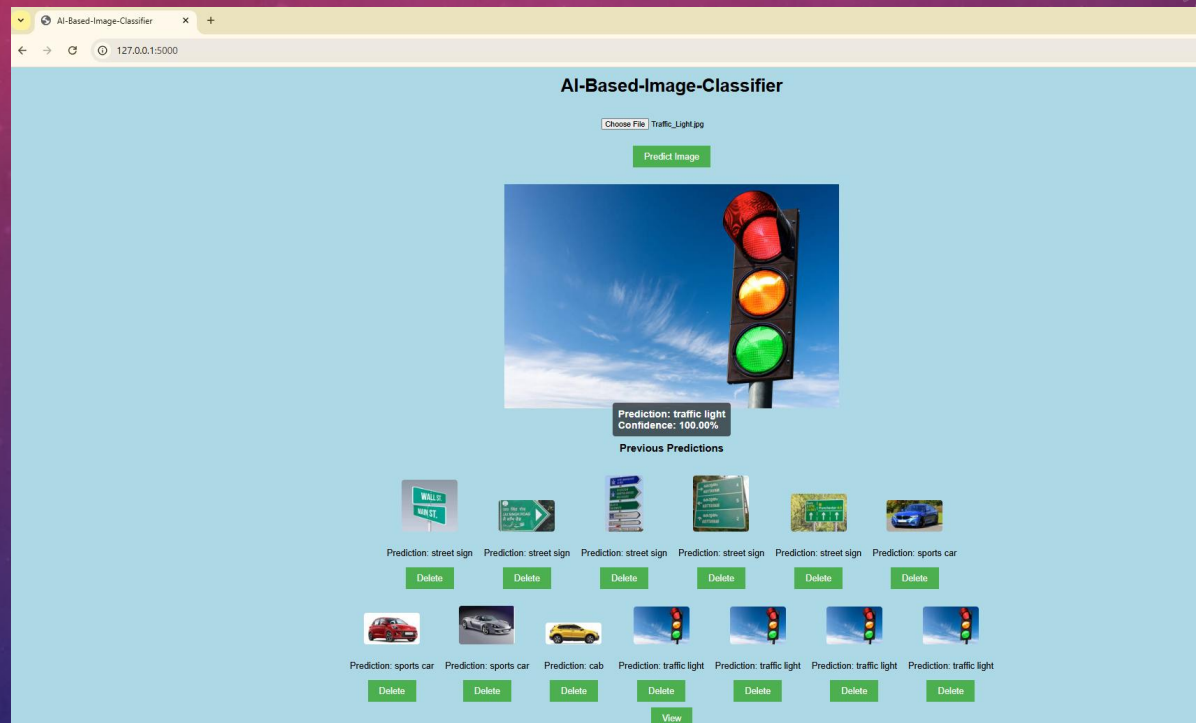 AI-Based-Image-Classifier
127.0.0.1:5000
AI-Based-Image-Classifier
Choose File Traffic_Light.jpg
Predict Image
Prediction: traffic light
Confidence: 100.00%
Previous Predictions
WALL ST.
MAIN ST.
Prediction: street sign Prediction: street sign Prediction: street sign Prediction: street sign Prediction: street sign Prediction: sports car
Delete Delete Delete Delete Delete Delete
Prediction: sports car Prediction: sports car Prediction: cab Prediction: traffic light Prediction: traffic light Prediction: traffic light Prediction: traffic light
Delete Delete Delete Delete Delete Delete Delete
View